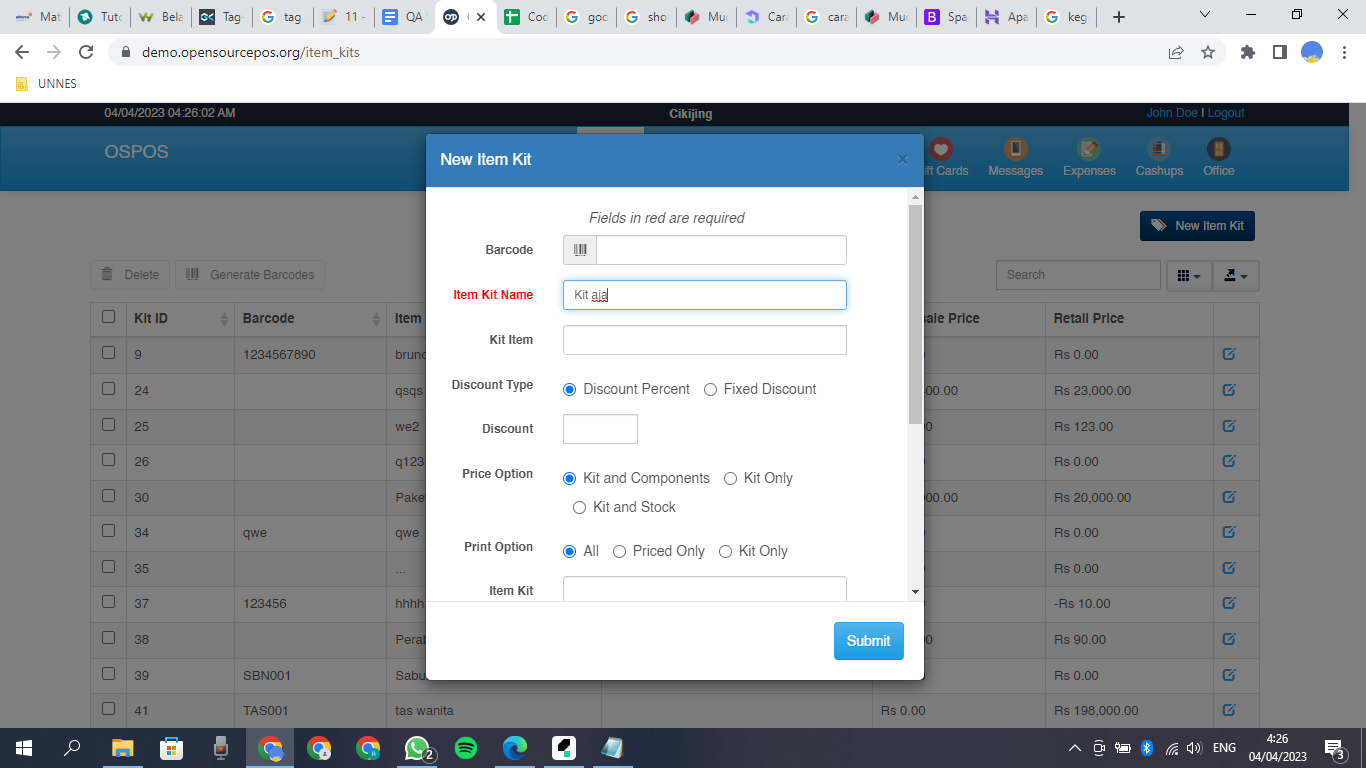 Mat
Tuto
Bela
Tag-
tag
11 -
QA
Cod
goo
sho
Muc
Cara
cara
Muc
Spa
Apa
keg
demo.opensourcepos.org/item_kits
UNNES
04/04/2023 04:26:02 AM
Cikijing
John Doe | Logout
OSPOS
ift Cards
Messages
Expenses
Cashups
Office
New Item Kit
×
New Item Kit
Fields in red are required
Barcode
Item Kit Name
Kit aja
Kit Item
Discount Type
Discount Percent
Fixed Discount
Discount
Price Option
Kit and Components
Kit Only
Kit and Stock
Print Option
All
Priced Only
Kit Only
Item Kit
Submit
Delete
Generate Barcodes
Search
Kit ID Barcode Item ale Price Retail Price
9 1234567890 brunc Rs 0.00
24 qsqs 00.00 Rs 23,000.00
25 we2 0 Rs 123.00
26 q123 Rs 0.00
30 Pake 00.00 Rs 20,000.00
34 qwe qwe Rs 0.00
35 ... Rs 0.00
37 123456 hhhh -Rs 10.00
38 Pera 0 Rs 90.00
39 SBN001 Sabu Rs 0.00
41 TAS001 tas wanita Rs 0.00 Rs 198,000.00
2
ENG
4:26
04/04/2023
3